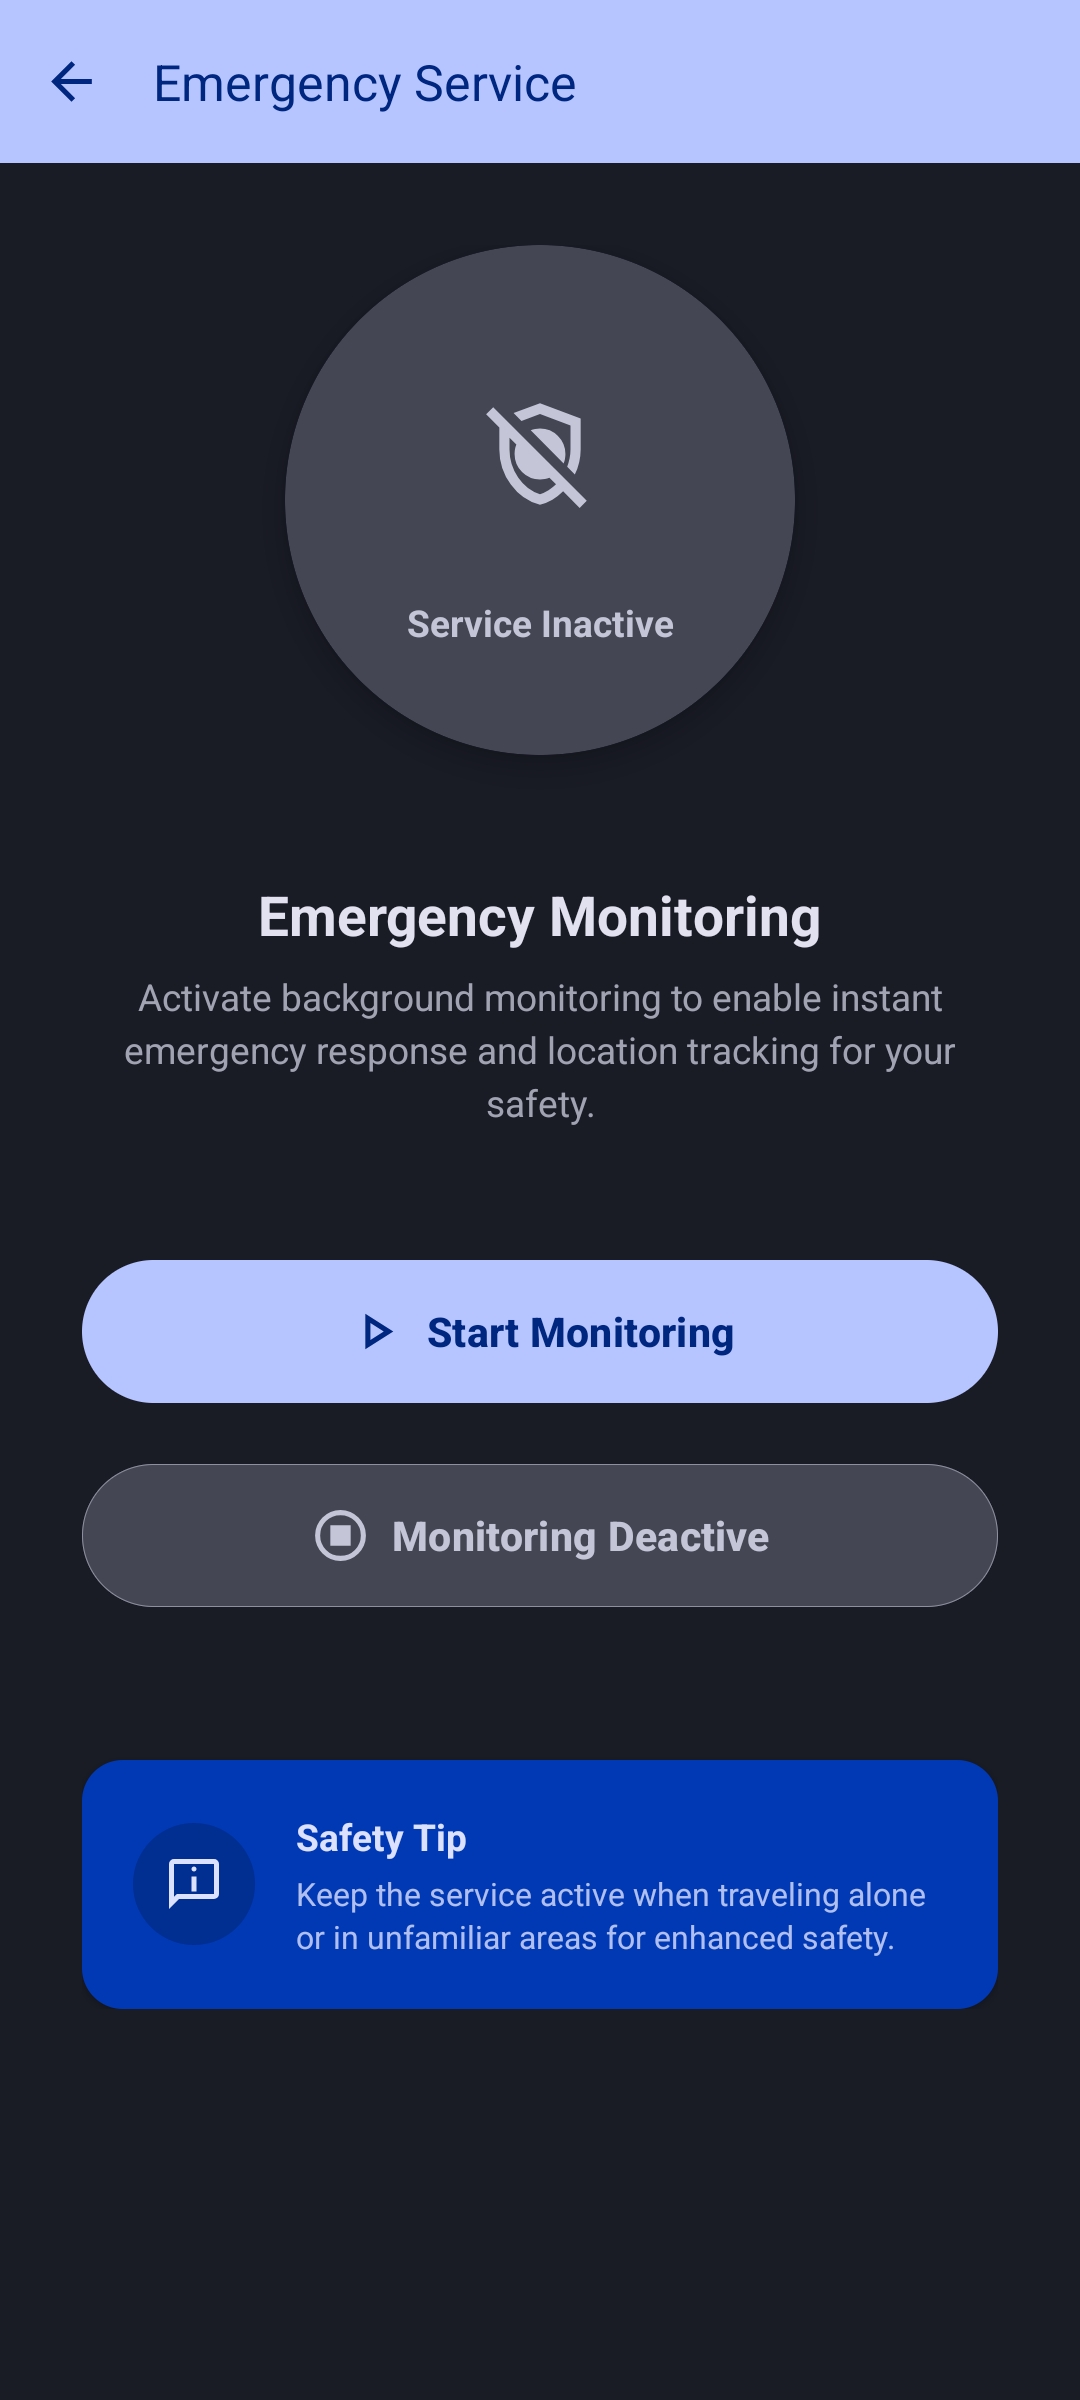 Emergency Service
Service Inactive
Emergency Monitoring
Activate background monitoring to enable instant
emergency response and location tracking for your
safety.
Start Monitoring
Monitoring Deactive
Safety Tip
Keep the service active when traveling alone
or in unfamiliar areas for enhanced safety.